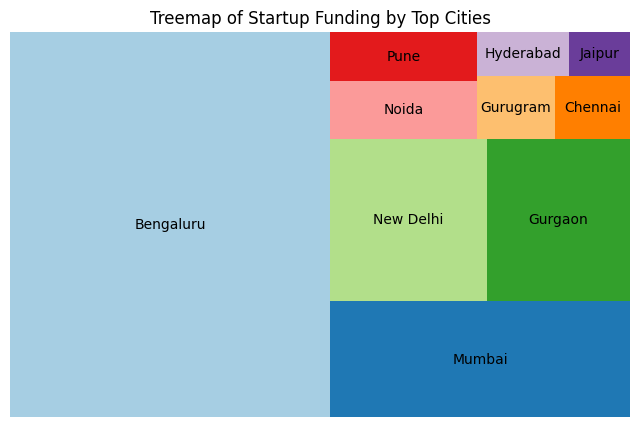 Treemap of Startup Funding by Top Cities
Pune
Hyderabad
Jaipur
Noida
Gurugram
Chennai
Bengaluru
New Delhi
Gurgaon
Mumbai